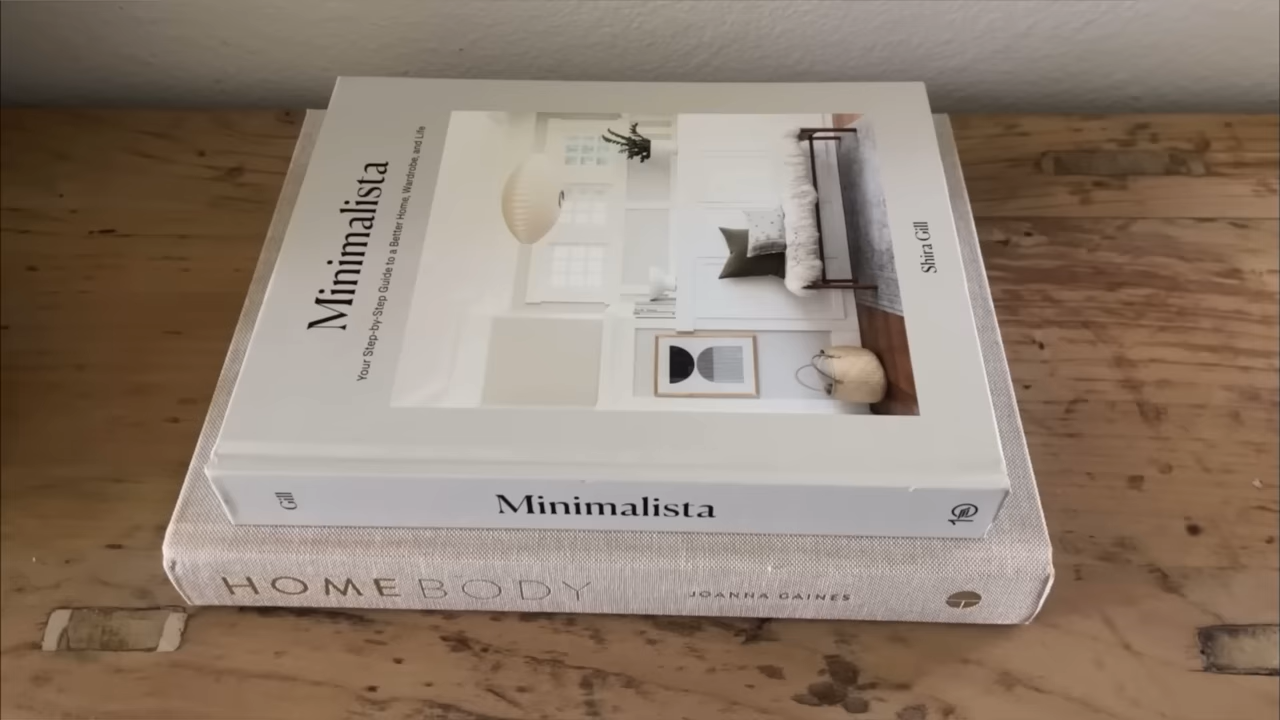 Minimalista
Your Step-by-Step Guide to a Better Home, Wardrobe, and Life
Shira Gill
Gill
Minimalista
HOMEBODY
JOANNA GAINES